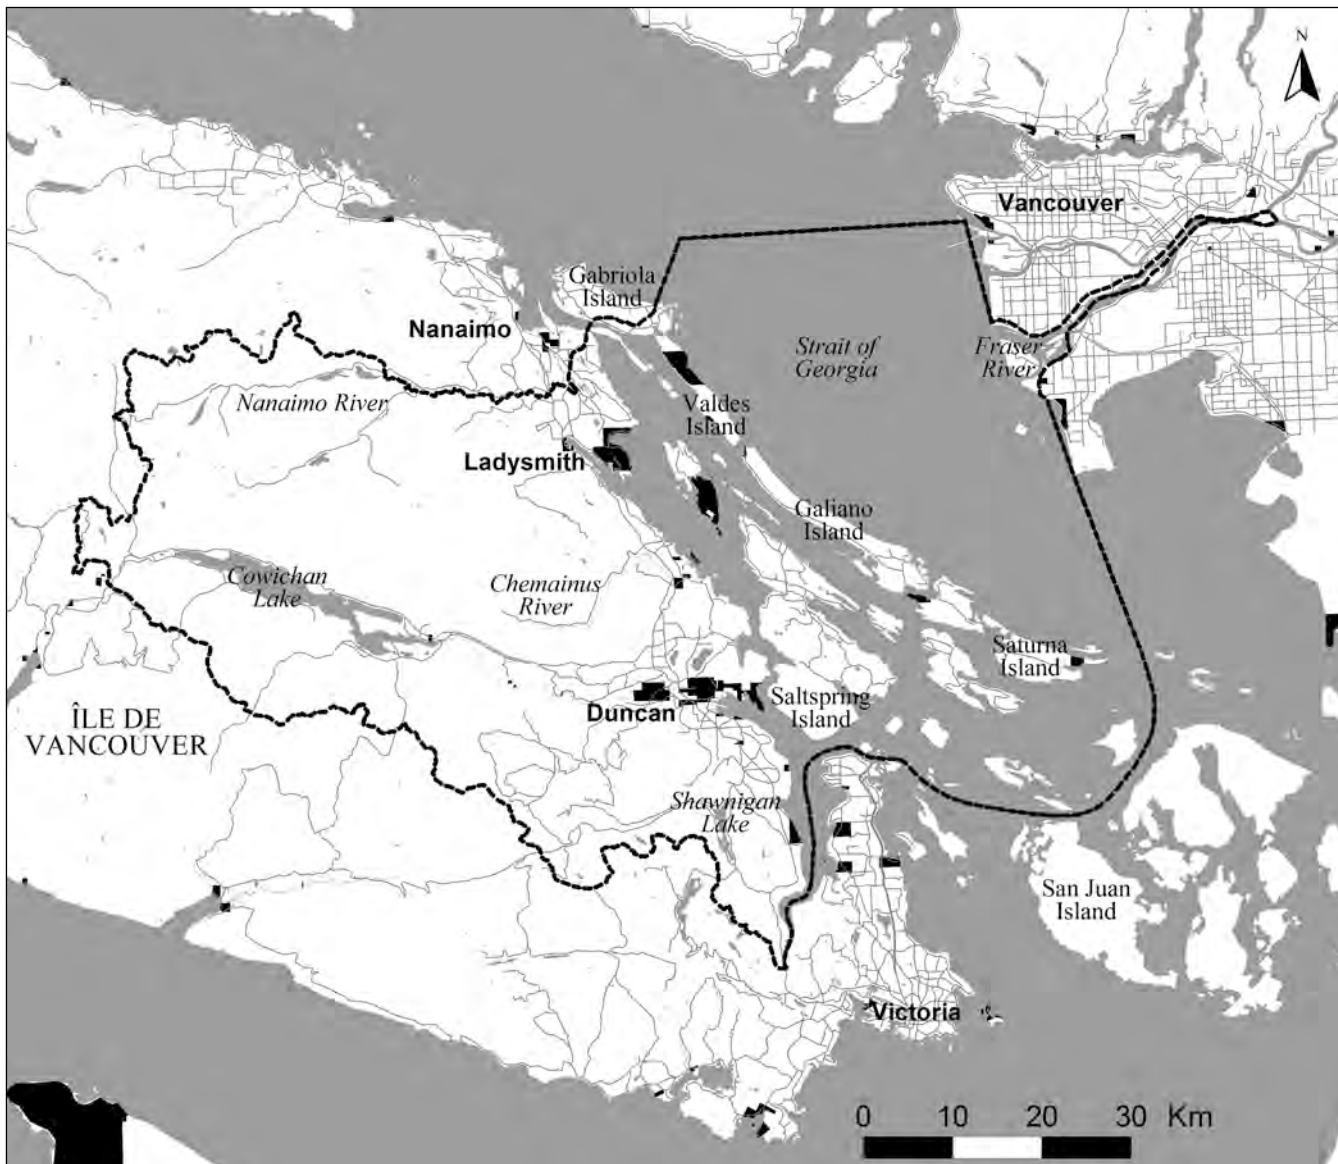 N
Vancouver
Gabriola
Island
Nanaimo
Strait of
Georgia
Fraser
River
Nanaimo River
Valdes
Island
Ladysmith
Galiano
Island
Cowichan
Lake
Chemainus
River
Saturna
Island
ÎLE DE
VANCOUVER
Duncan
Saltspring
Island
Shawnigan
Lake
San Juan
Island
Victoria
0 10 20 30 Km